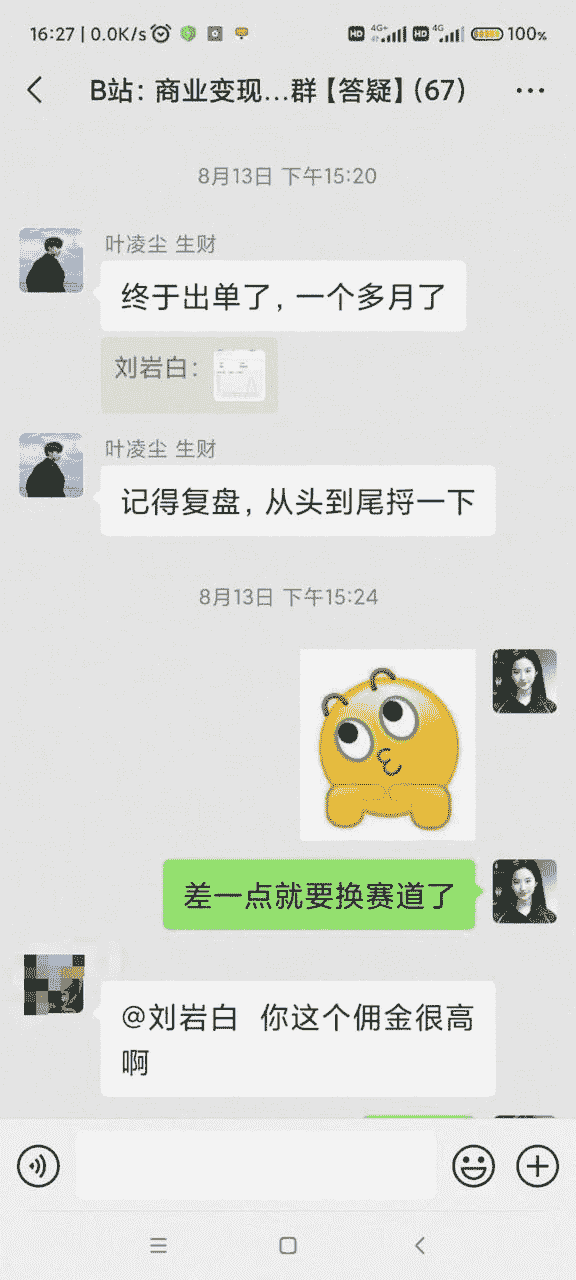 16:27 | 0.0K/s HD 4G+ HD 4G 100%
B站：商业变现...群【答疑】(67)
8月13日 下午15:20
叶凌尘 生财
终于出单了，一个多月了
刘岩白：
叶凌尘 生财
记得复盘，从头到尾捋一下
8月13日 下午15:24
差一点就要换赛道了
@刘岩白 你这个佣金很高
啊